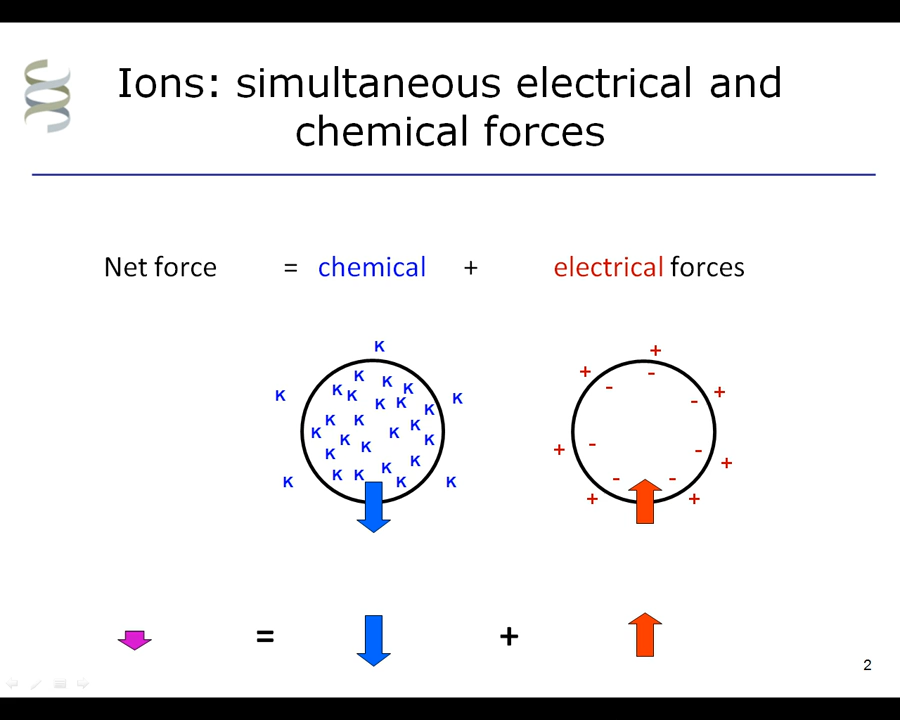 Ions: simultaneous electrical and
chemical forces
Net force = chemical + electrical forces
K
K K
K K K K K
K K K
K K K
K K K K
K K K
K K K
K K K K K
K K
+ + + + + + + +
- - - - - - - -
= +
2